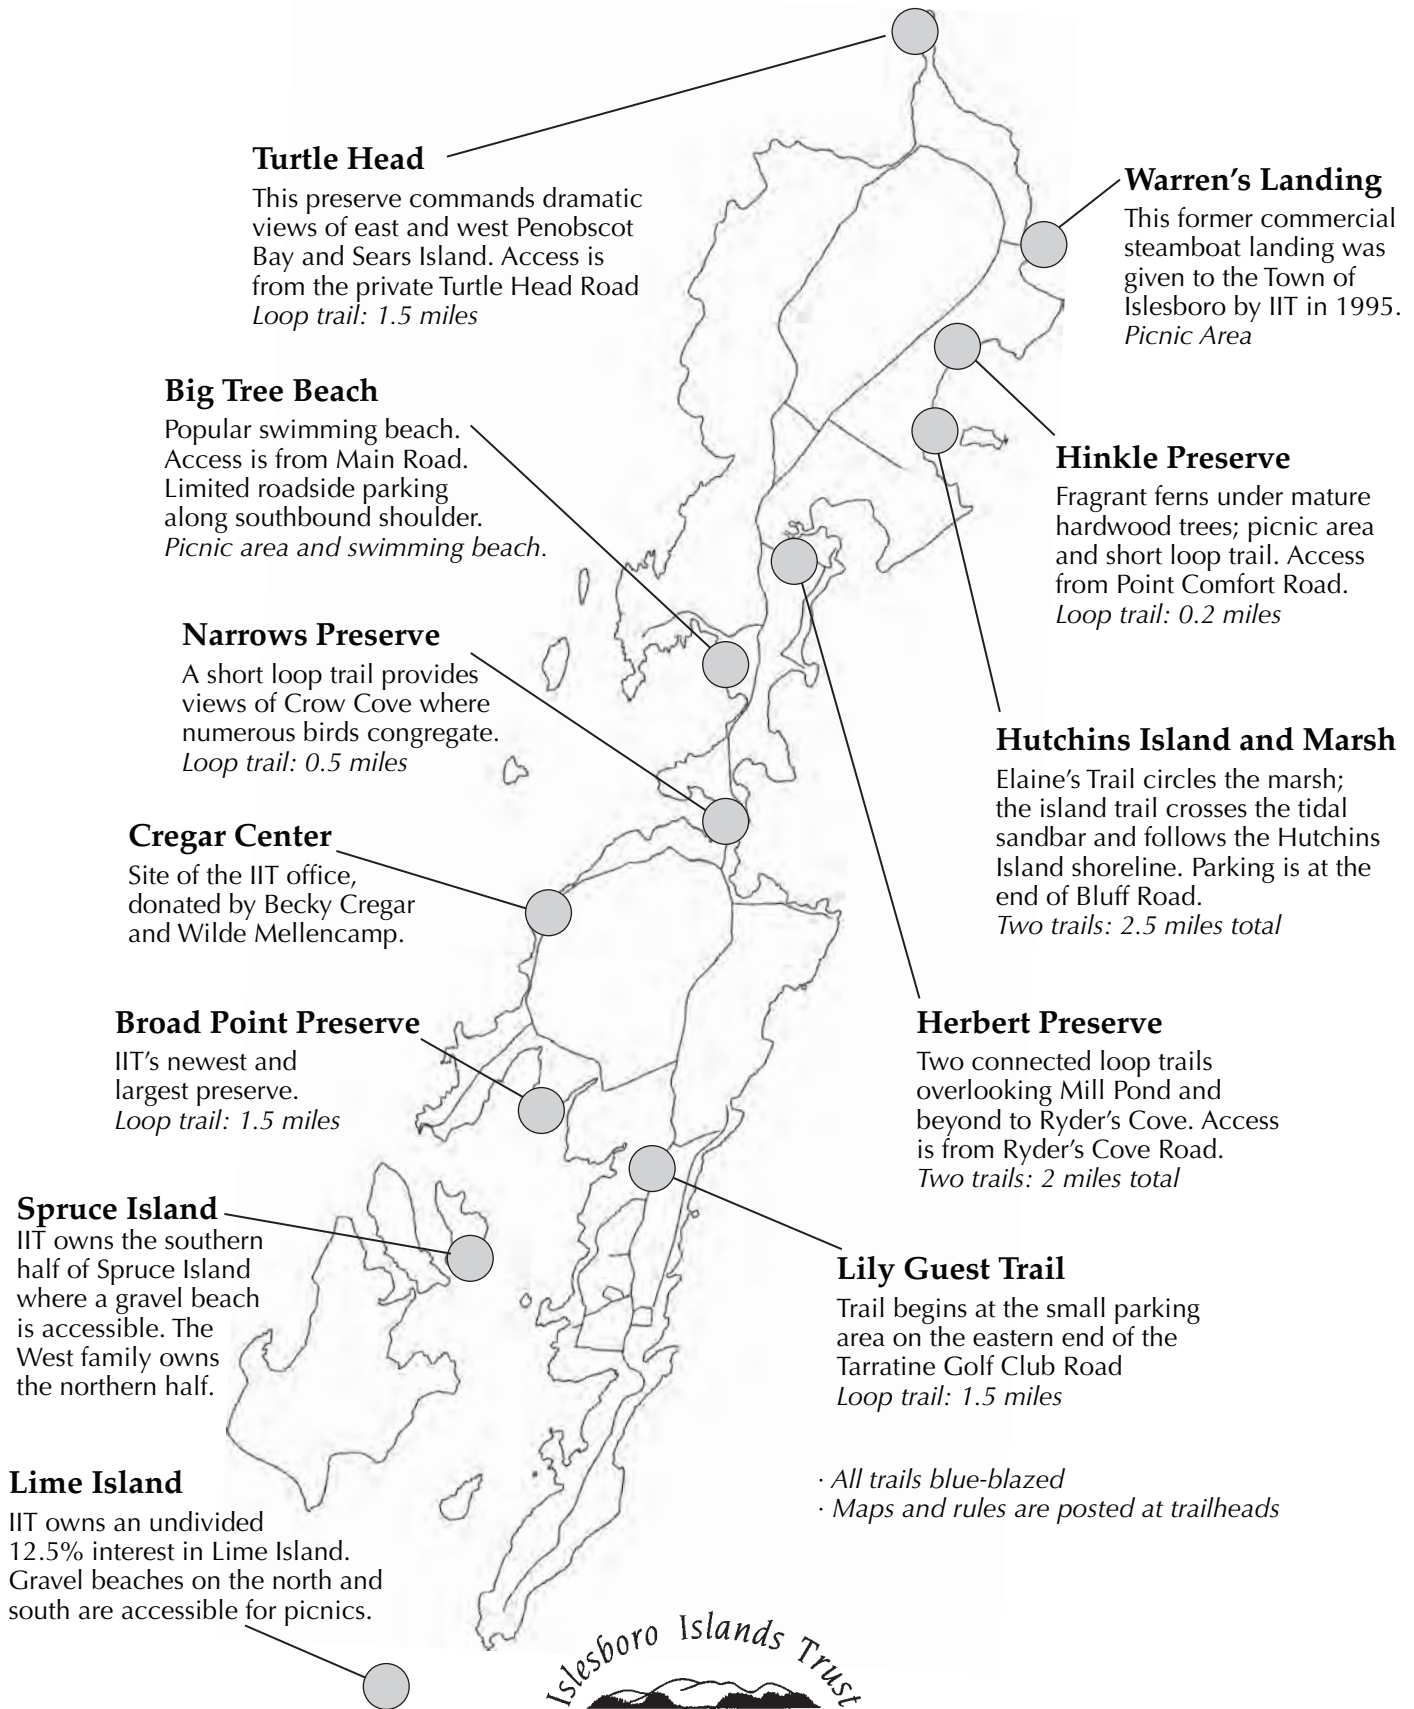 Turtle Head
This preserve commands dramatic
views of east and west Penobscot
Bay and Sears Island. Access is
from the private Turtle Head Road
Loop trail: 1.5 miles
Warren's Landing
This former commercial
steamboat landing was
given to the Town of
Islesboro by IIT in 1995.
Picnic Area
Big Tree Beach
Popular swimming beach.
Access is from Main Road.
Limited roadside parking
along southbound shoulder.
Picnic area and swimming beach.
Hinkle Preserve
Fragrant ferns under mature
hardwood trees; picnic area
and short loop trail. Access
from Point Comfort Road.
Loop trail: 0.2 miles
Narrows Preserve
A short loop trail provides
views of Crow Cove where
numerous birds congregate.
Loop trail: 0.5 miles
Hutchins Island and Marsh
Elaine's Trail circles the marsh;
the island trail crosses the tidal
sandbar and follows the Hutchins
Island shoreline. Parking is at the
end of Bluff Road.
Two trails: 2.5 miles total
Cregar Center
Site of the IIT office,
donated by Becky Cregar
and Wilde Mellencamp.
Broad Point Preserve
IIT's newest and
largest preserve.
Loop trail: 1.5 miles
Herbert Preserve
Two connected loop trails
overlooking Mill Pond and
beyond to Ryder's Cove. Access
is from Ryder's Cove Road.
Two trails: 2 miles total
Spruce Island
IIT owns the southern
half of Spruce Island
where a gravel beach
is accessible. The
West family owns
the northern half.
Lily Guest Trail
Trail begins at the small parking
area on the eastern end of the
Tarratine Golf Club Road
Loop trail: 1.5 miles
Lime Island
IIT owns an undivided
12.5% interest in Lime Island.
Gravel beaches on the north and
south are accessible for picnics.
· All trails blue-blazed
· Maps and rules are posted at trailheads
Islesboro Islands Trust